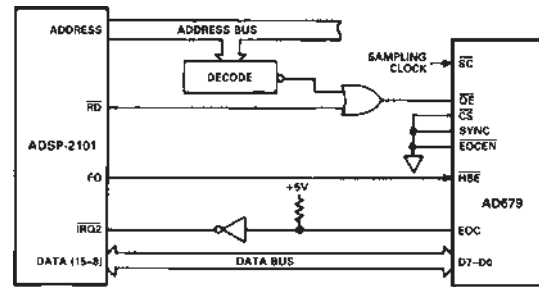 ADDRESS
ADDRESS BUS
DECODE
SAMPLING
CLOCK
SC
RD
OE
CS
SYNC
EOCEN
ADSP-2101
FO
HBE
+5V
AD679
IRQ2
EOC
DATA (15–8)
DATA BUS
D7–D0